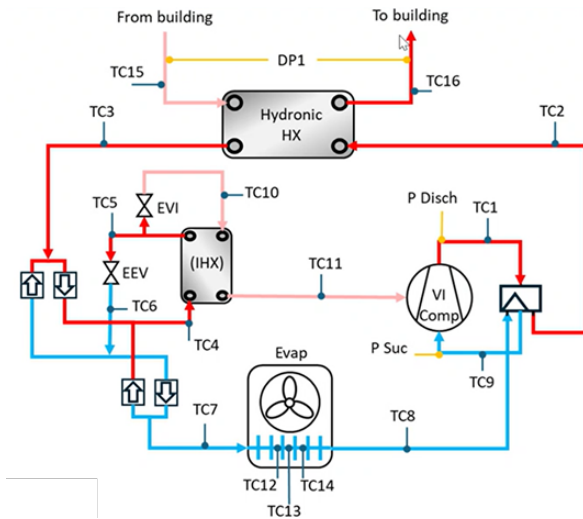 From building
To building
DP1
TC15
TC16
TC3
Hydronic
HX
TC2
TC5
EVI
TC10
P Disch
TC1
EEV
(IHX)
TC11
VI
Comp
TC6
TC4
P Suc
TC9
Evap
TC7
TC8
TC12
TC14
TC13